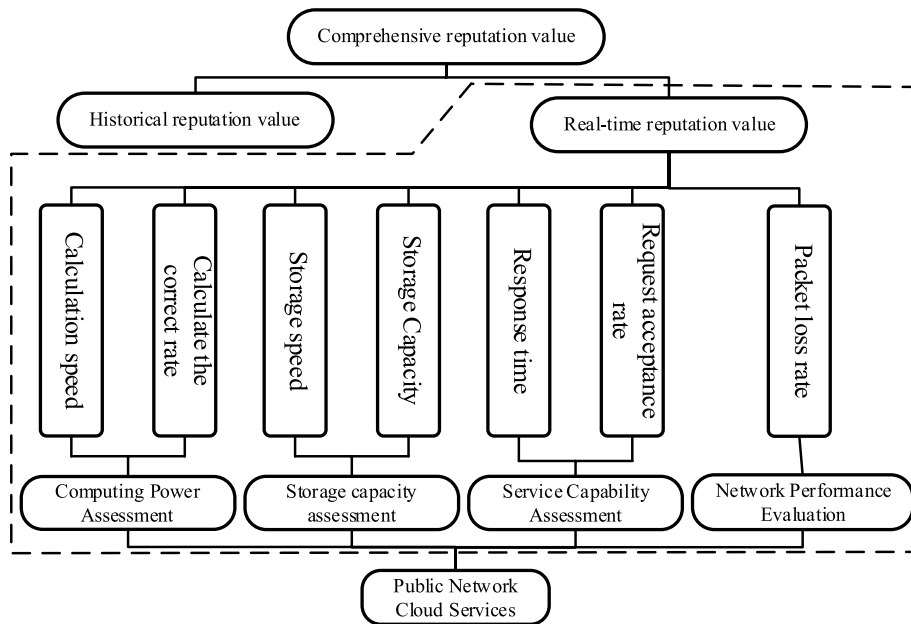 Comprehensive reputation value
Historical reputation value
Real-time reputation value
Calculation speed
Calculate the
correct rate
Storage speed
Storage Capacity
Response time
Request acceptance
rate
Packet loss rate
Computing Power
Assessment
Storage capacity
assessment
Service Capability
Assessment
Network Performance
Evaluation
Public Network
Cloud Services